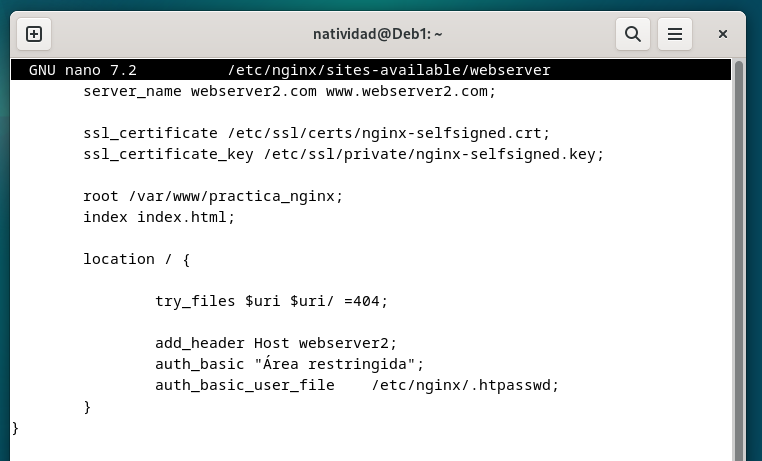 natividad@Deb1: ~
GNU nano 7.2 /etc/nginx/sites-available/webserver
server_name webserver2.com www.webserver2.com;
ssl_certificate /etc/ssl/certs/nginx-selfsigned.crt;
ssl_certificate_key /etc/ssl/private/nginx-selfsigned.key;
root /var/www/practica_nginx;
index index.html;
location / {
try_files $uri $uri/ =404;
add_header Host webserver2;
auth_basic "Área restringida";
auth_basic_user_file /etc/nginx/.htpasswd;
}
}